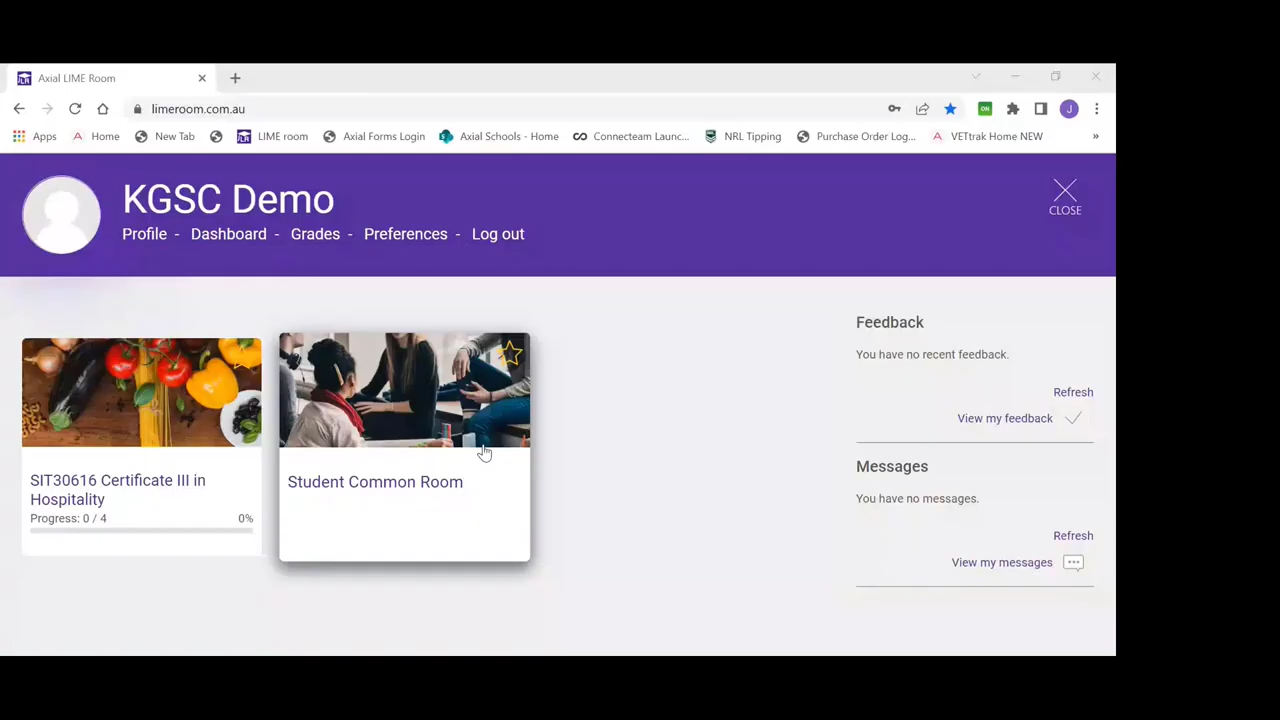 Axial LIME Room
limeroom.com.au
ON
J
Apps Home New Tab LIME room Axial Forms Login Axial Schools - Home Connecteam Launc... NRL Tipping Purchase Order Log... VETtrak Home NEW »
KGSC Demo
Profile - Dashboard - Grades - Preferences - Log out
CLOSE
SIT30616 Certificate III in
Hospitality
Progress: 0 / 4 0%
Student Common Room
Feedback
You have no recent feedback.
Refresh
View my feedback
Messages
You have no messages.
Refresh
View my messages